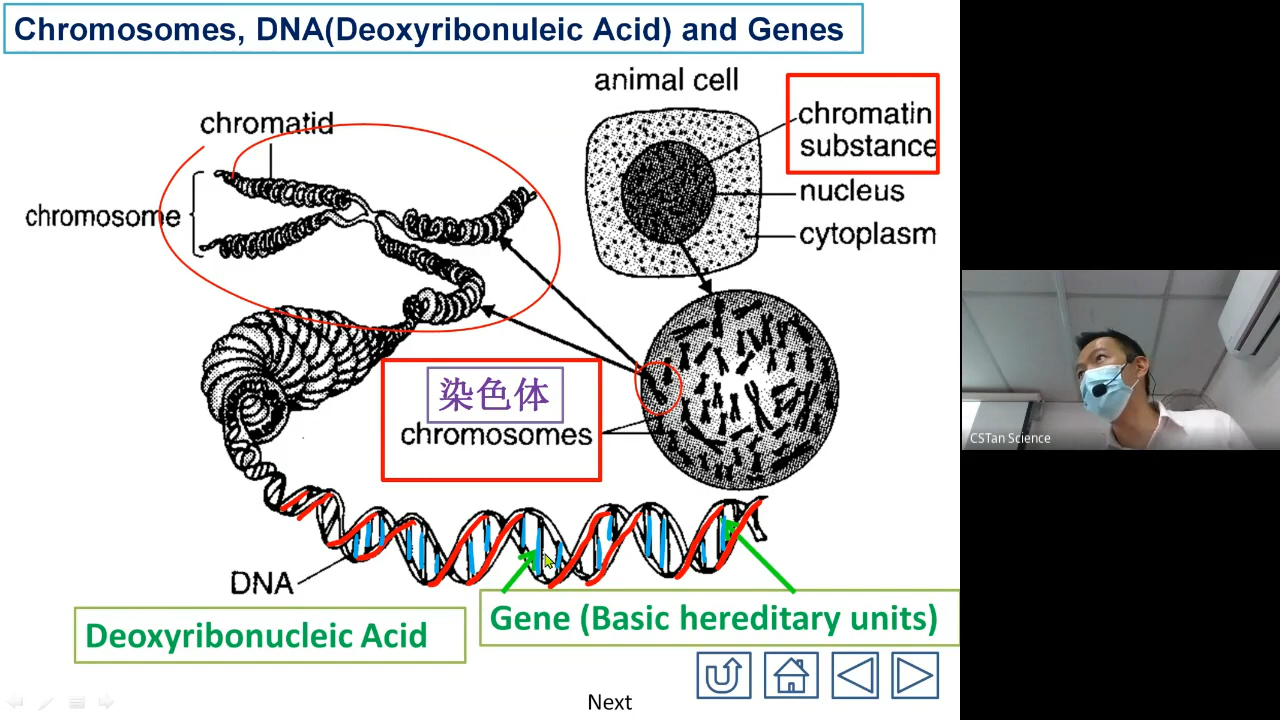 Chromosomes, DNA(Deoxyribonuleic Acid) and Genes
animal cell
chromatin
substance
nucleus
cytoplasm
chromatid
chromosome
染色体
chromosomes
DNA
Deoxyribonucleic Acid
Gene (Basic hereditary units)
Next
CSTan Science